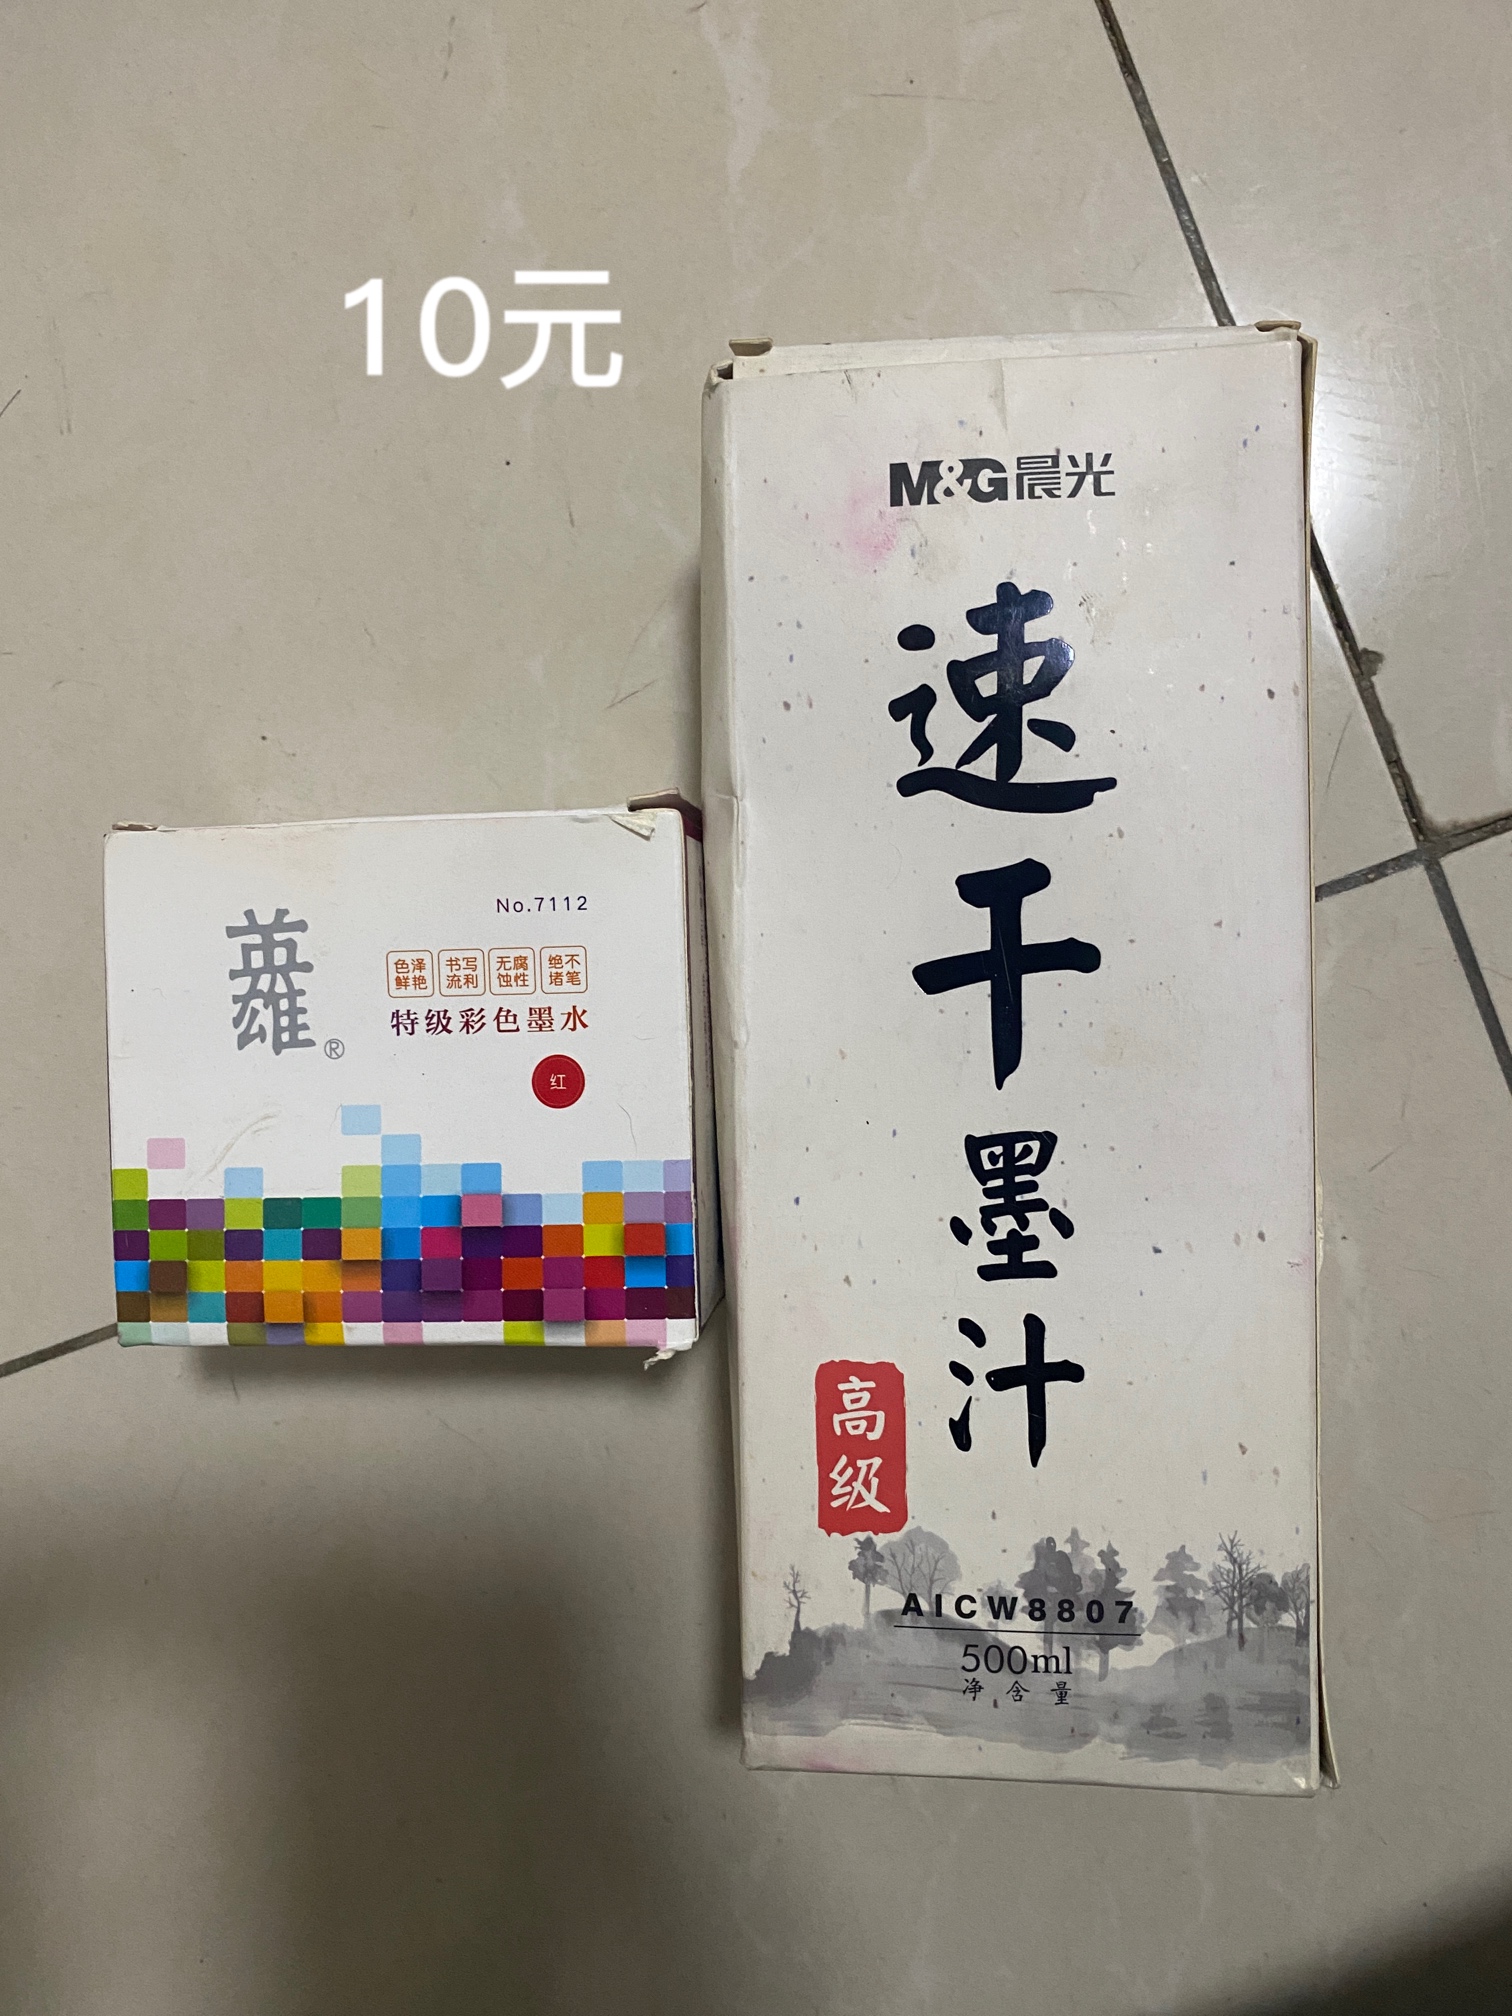 10元
M&G晨光
速干墨汁
高级
AICW8807
500ml
净含量
英雄®
No.7112
色泽鲜艳 书写流利 无腐蚀性 绝不堵笔
特级彩色墨水
红